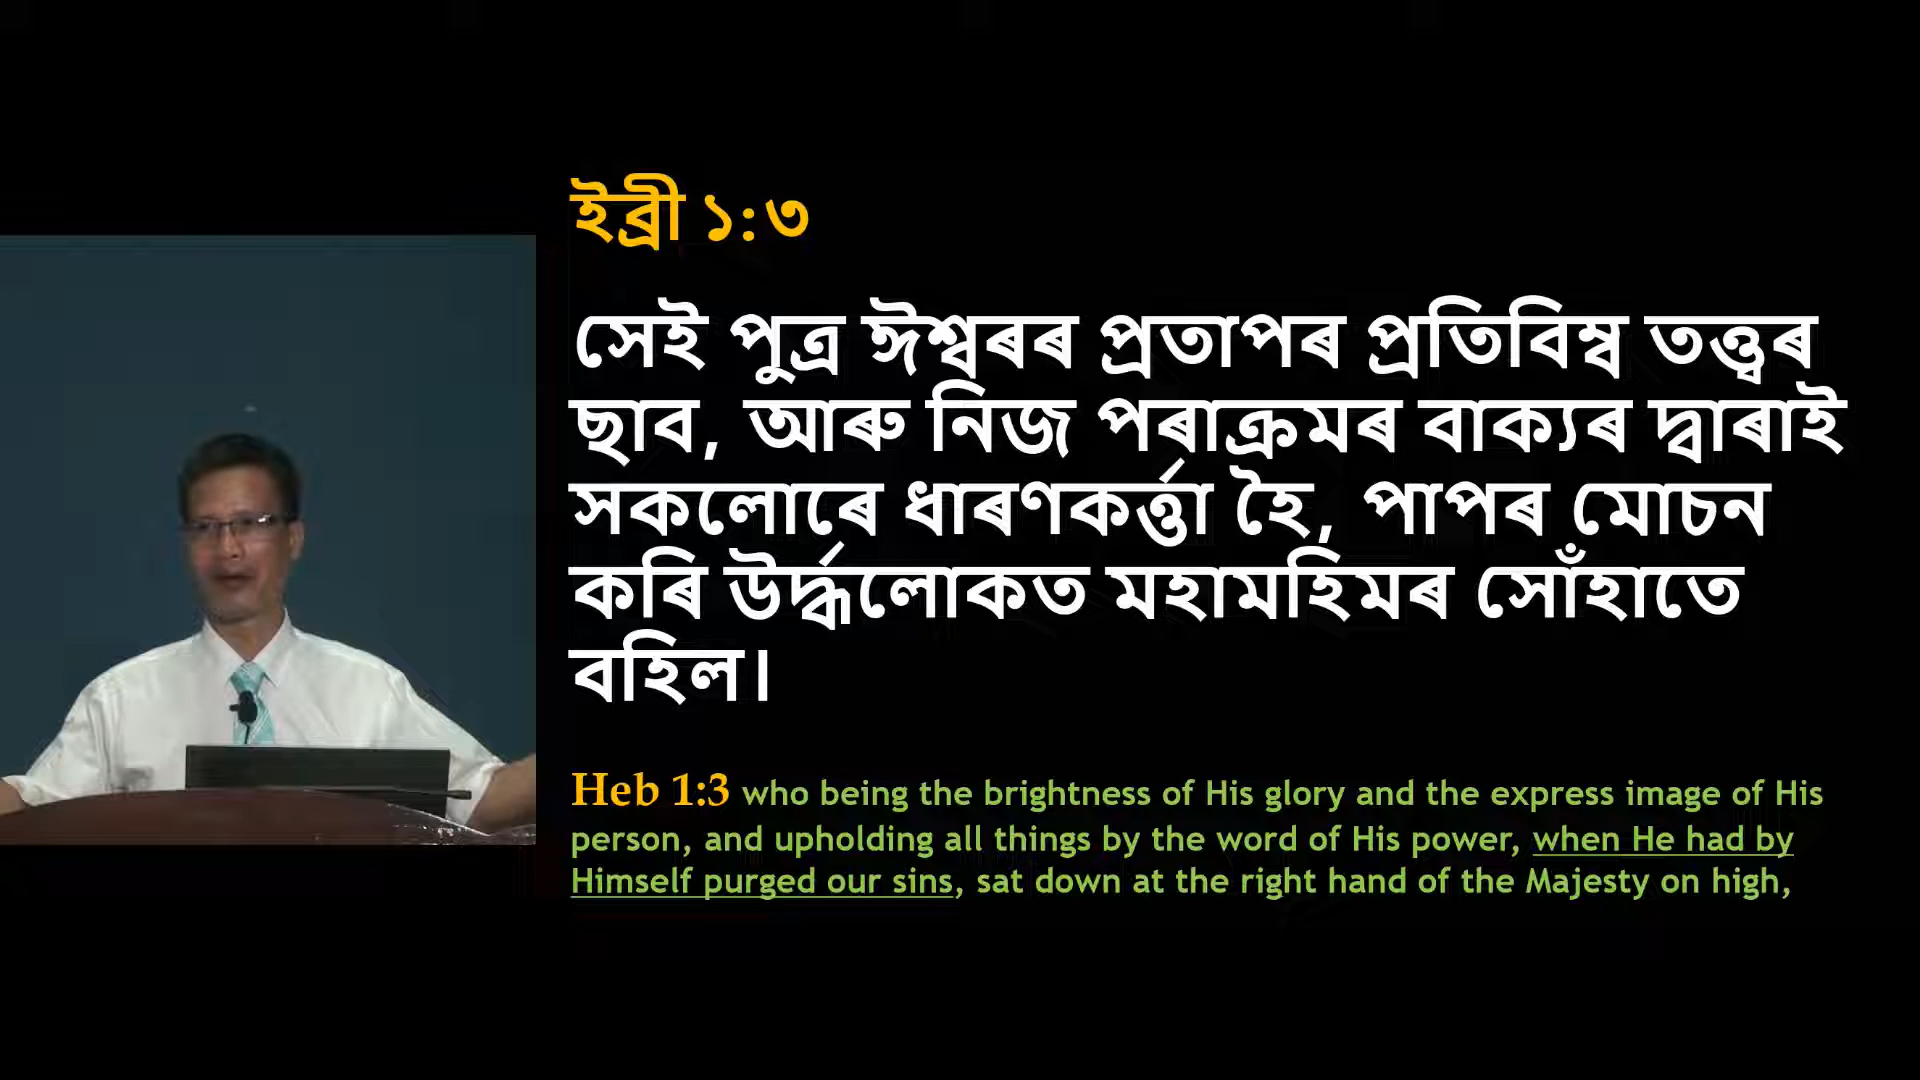 ইব্ৰী ১:৩
সেই পুত্ৰ ঈশ্বৰৰ প্ৰতাপৰ প্ৰতিবিম্ব তত্ত্বৰ
ছাব, আৰু নিজ পৰাক্ৰমৰ বাক্যৰ দ্বাৰাই
সকলোৰে ধাৰণকৰ্ত্তা হৈ, পাপৰ মোচন
কৰি উৰ্দ্ধলোকত মহামহিমৰ সোঁহাতে
বহিল।
Heb 1:3 who being the brightness of His glory and the express image of His
person, and upholding all things by the word of His power, when He had by
Himself purged our sins, sat down at the right hand of the Majesty on high,